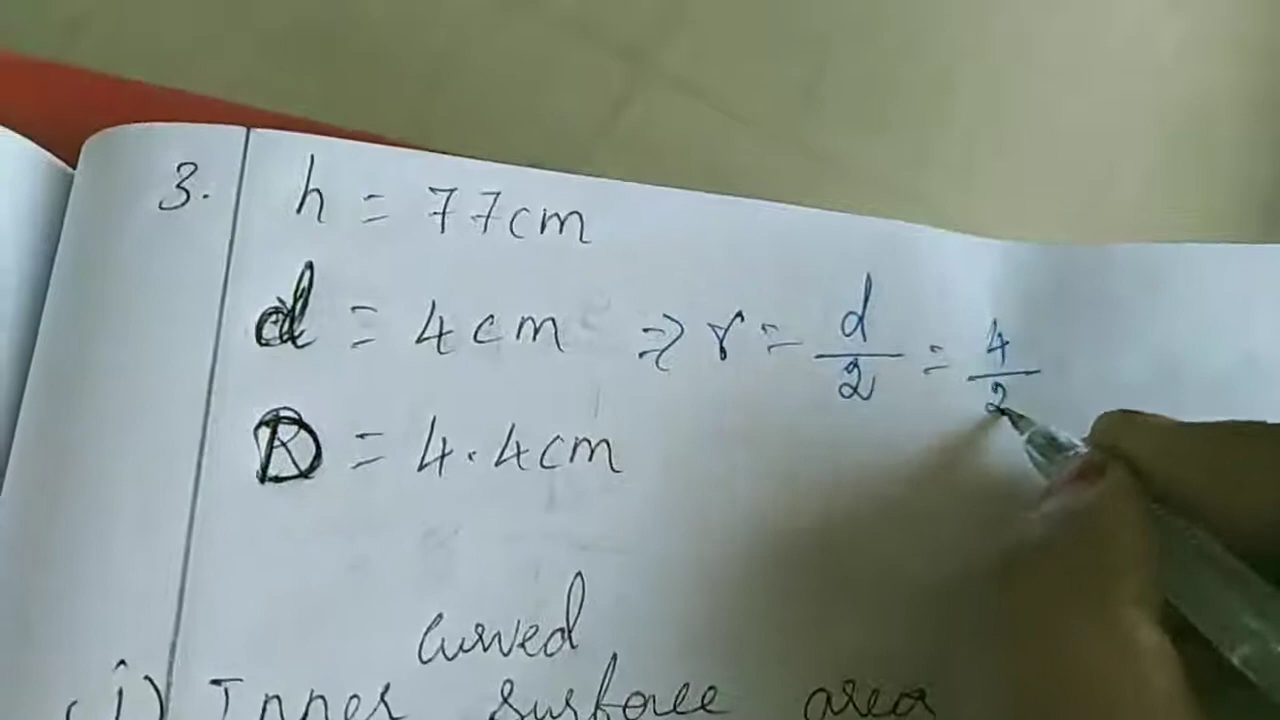 3. h = 77cm
d = 4cm ⇒ r = d/2 = 4/2
D = 4.4cm
curved
(i) Inner surface area